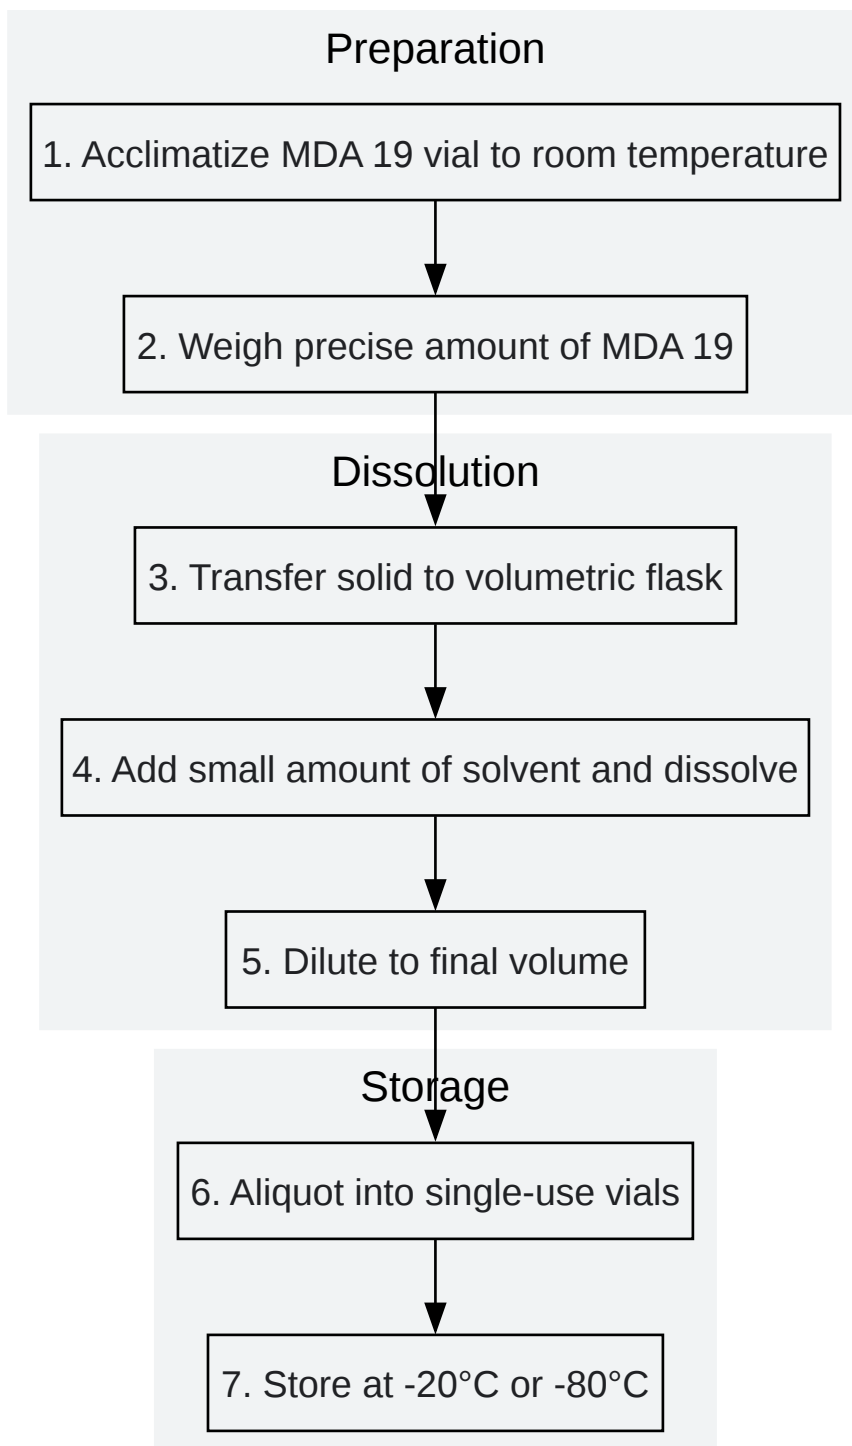 Preparation
1. Acclimatize MDA 19 vial to room temperature
2. Weigh precise amount of MDA 19
Dissolution
3. Transfer solid to volumetric flask
4. Add small amount of solvent and dissolve
5. Dilute to final volume
Storage
6. Aliquot into single-use vials
7. Store at -20°C or -80°C